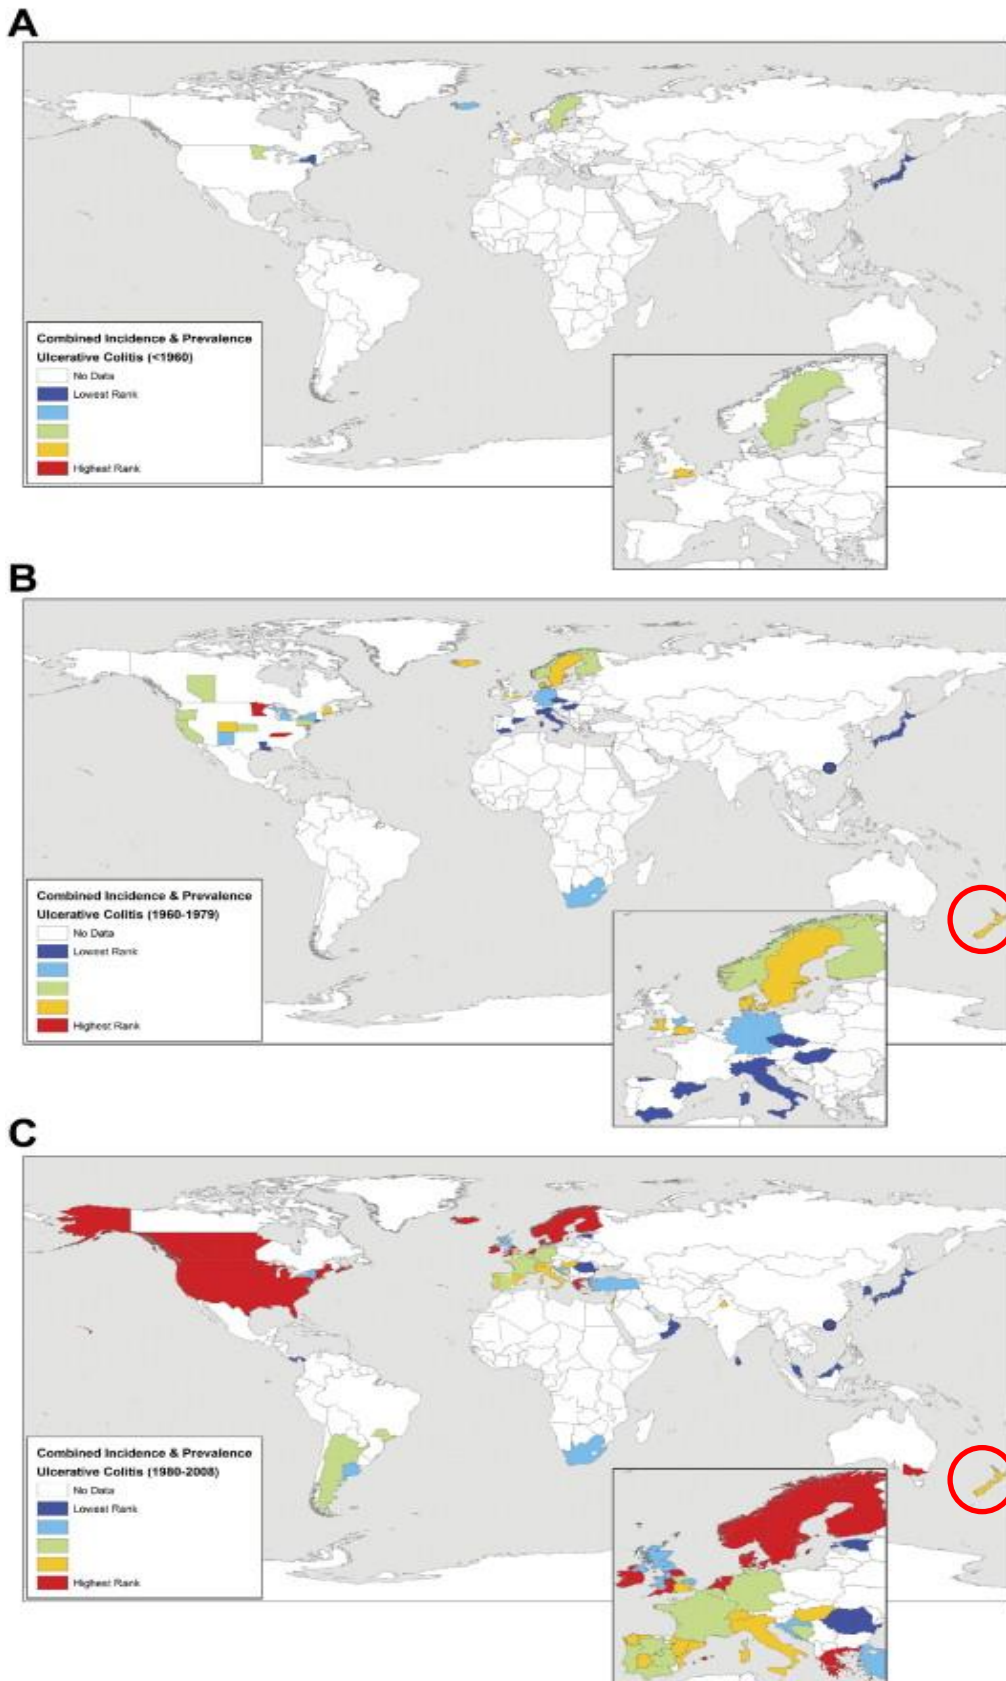 A
Combined Incidence & Prevalence
Ulcerative Colitis (<1960)
No Data
Lowest Rank
Highest Rank
B
Combined Incidence & Prevalence
Ulcerative Colitis (1960-1979)
No Data
Lowest Rank
Highest Rank
C
Combined Incidence & Prevalence
Ulcerative Colitis (1980-2008)
No Data
Lowest Rank
Highest Rank